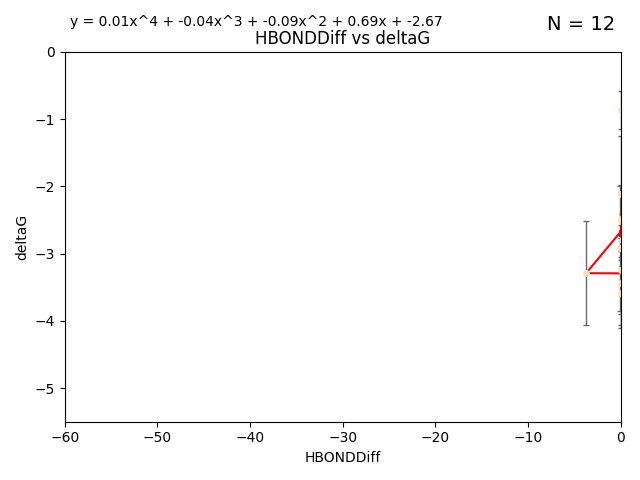 y = 0.01x^4 + -0.04x^3 + -0.09x^2 + 0.69x + -2.67
N = 12
HBONDDiff vs deltaG
0
−1
−2
−3
−4
−5
deltaG
−60 −50 −40 −30 −20 −10 0
HBONDDiff